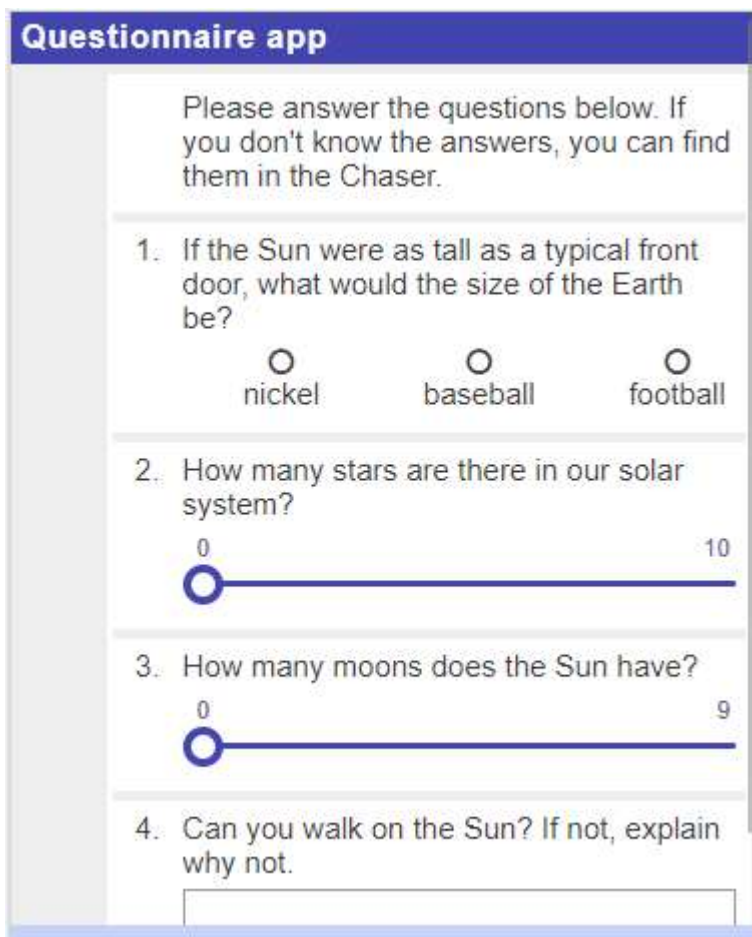 Questionnaire app
Please answer the questions below. If
you don't know the answers, you can find
them in the Chaser.
1. If the Sun were as tall as a typical front
door, what would the size of the Earth
be?
nickel baseball football
2. How many stars are there in our solar
system?
0 10
3. How many moons does the Sun have?
0 9
4. Can you walk on the Sun? If not, explain
why not.